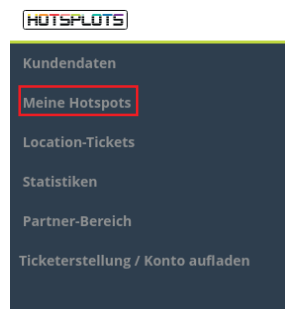 HOTSPLOTS
Kundendaten
Meine Hotspots
Location-Tickets
Statistiken
Partner-Bereich
Ticketerstellung / Konto aufladen